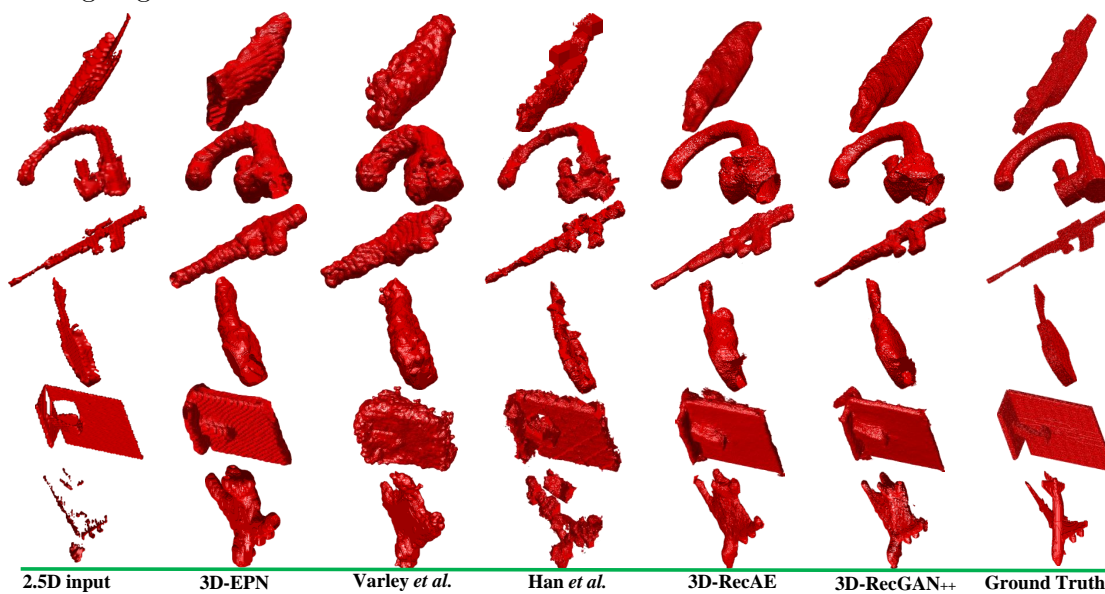 2.5D input 3D-EPN Varley et al. Han et al. 3D-RecAE 3D-RecGAN++ Ground Truth